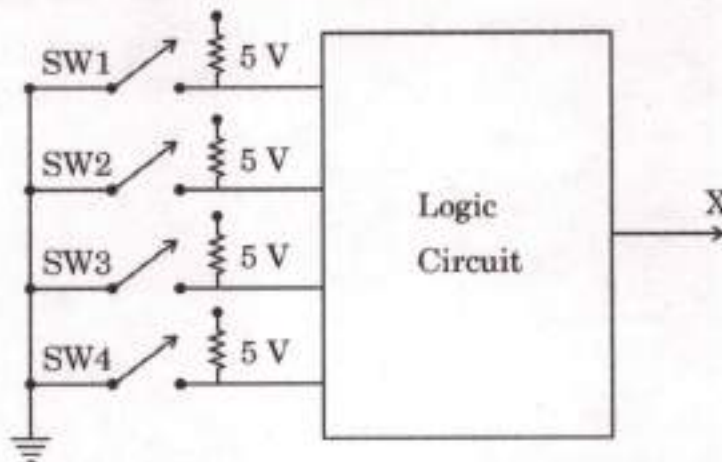 SW1 5 V
SW2 5 V
SW3 5 V
SW4 5 V
Logic
Circuit
X